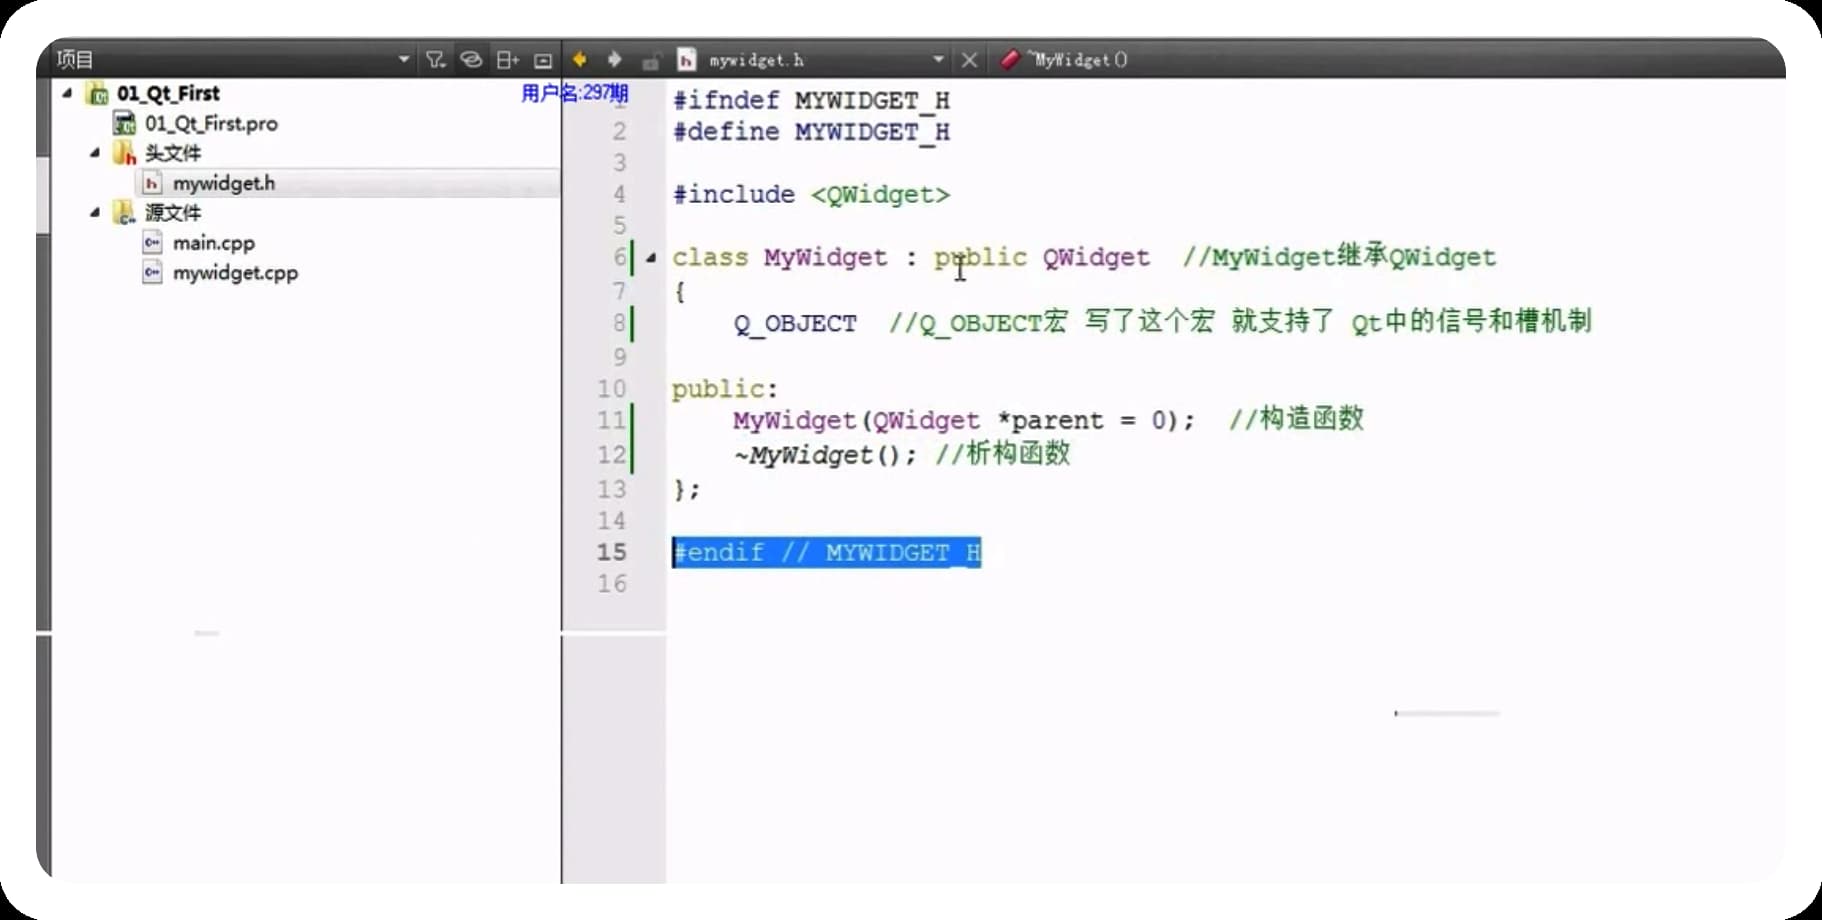 项目
mywidget.h
~MyWidget()
01_Qt_First
用户名:297期
01_Qt_First.pro
头文件
mywidget.h
源文件
main.cpp
mywidget.cpp
1 #ifndef MYWIDGET_H
2 #define MYWIDGET_H
3
4 #include <QWidget>
5
6 class MyWidget : public QWidget //MyWidget继承QWidget
7 {
8 Q_OBJECT //Q_OBJECT宏 写了这个宏 就支持了 Qt中的信号和槽机制
9
10 public:
11 MyWidget(QWidget *parent = 0); //构造函数
12 ~MyWidget(); //析构函数
13 };
14
15 #endif // MYWIDGET_H
16